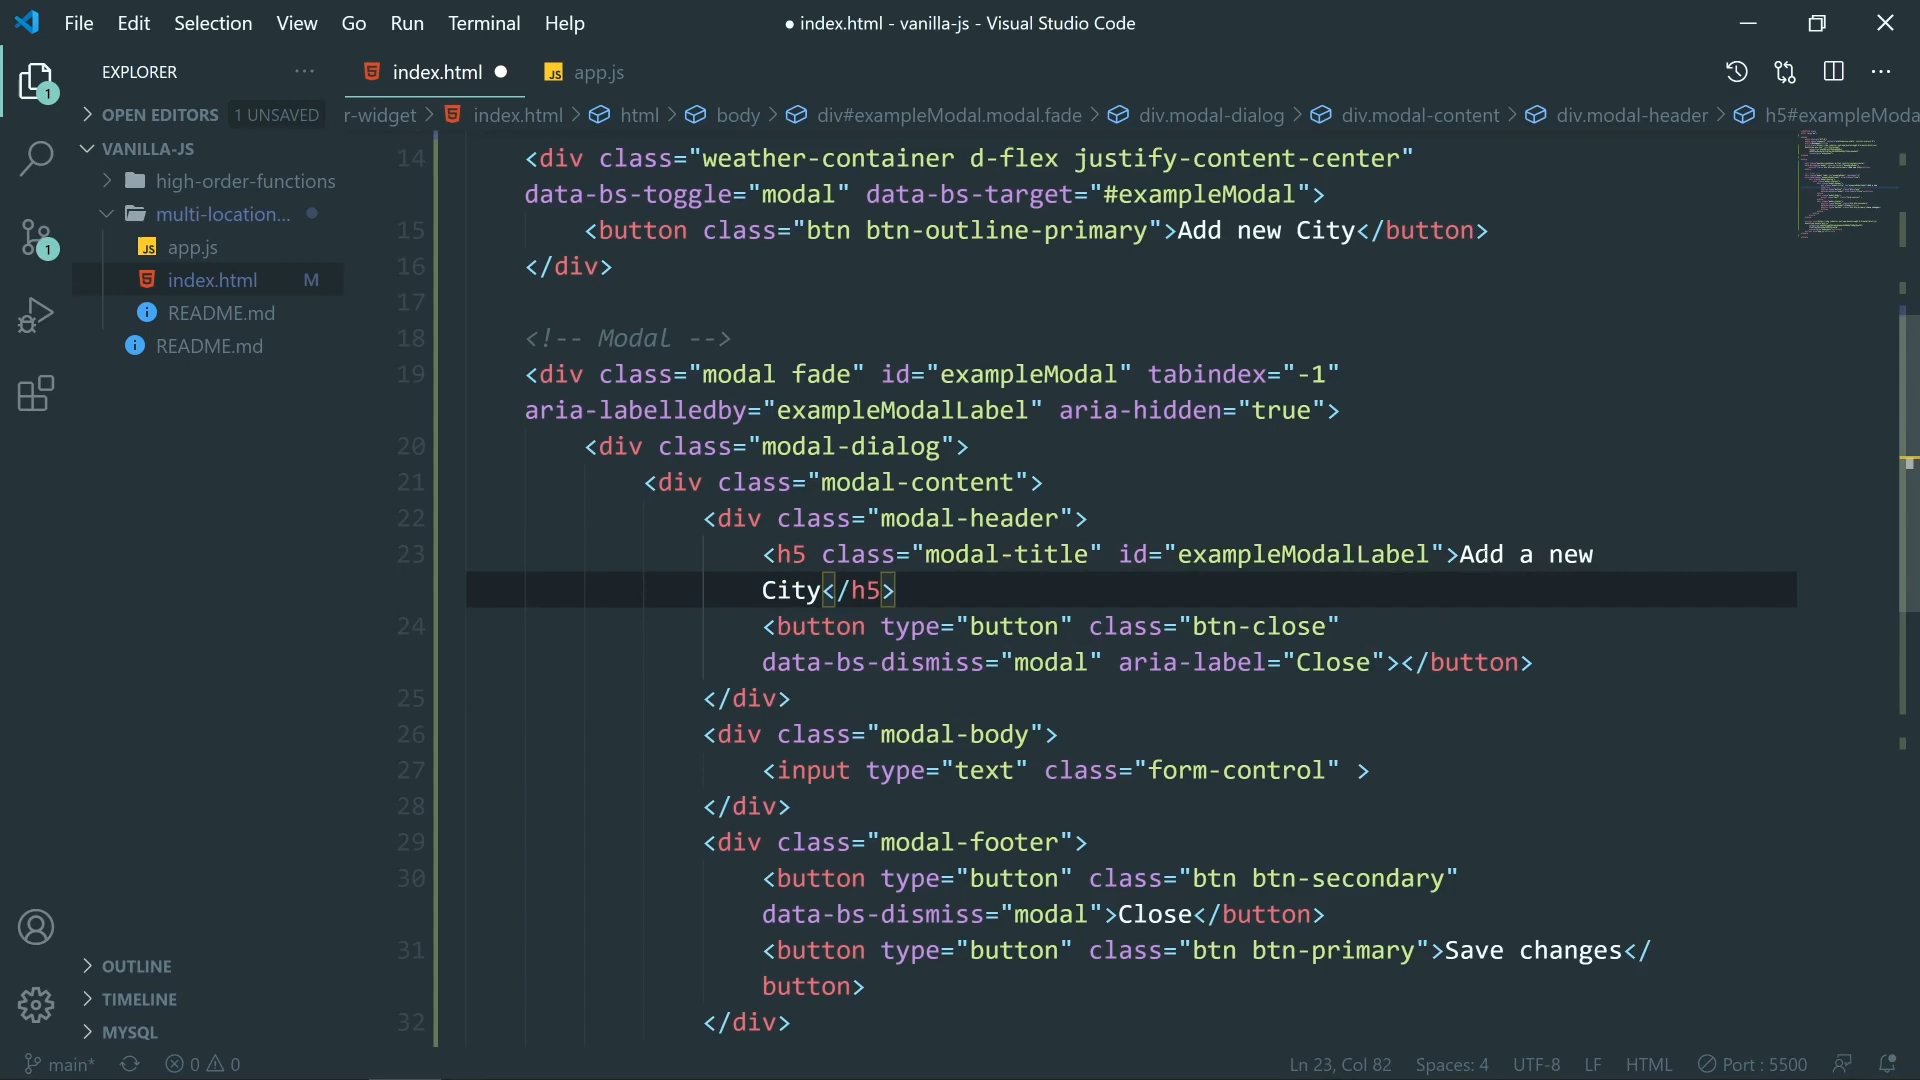 File Edit Selection View Go Run Terminal Help
● index.html - vanilla-js - Visual Studio Code
EXPLORER
index.html
app.js
OPEN EDITORS 1 UNSAVED
r-widget > index.html > html > body > div#exampleModal.modal.fade > div.modal-dialog > div.modal-content > div.modal-header > h5#exampleModa
VANILLA-JS
high-order-functions
multi-location...
app.js
index.html M
README.md
README.md
14 <div class="weather-container d-flex justify-content-center"
data-bs-toggle="modal" data-bs-target="#exampleModal">
15 <button class="btn btn-outline-primary">Add new City</button>
16 </div>
17
18 <!-- Modal -->
19 <div class="modal fade" id="exampleModal" tabindex="-1"
aria-labelledby="exampleModalLabel" aria-hidden="true">
20 <div class="modal-dialog">
21 <div class="modal-content">
22 <div class="modal-header">
23 <h5 class="modal-title" id="exampleModalLabel">Add a new
City</h5>
24 <button type="button" class="btn-close"
data-bs-dismiss="modal" aria-label="Close"></button>
25 </div>
26 <div class="modal-body">
27 <input type="text" class="form-control" >
28 </div>
29 <div class="modal-footer">
30 <button type="button" class="btn btn-secondary"
data-bs-dismiss="modal">Close</button>
31 <button type="button" class="btn btn-primary">Save changes</
button>
32 </div>
1
1
OUTLINE
TIMELINE
MYSQL
main* 0 0 Ln 23, Col 82 Spaces: 4 UTF-8 LF HTML Port : 5500